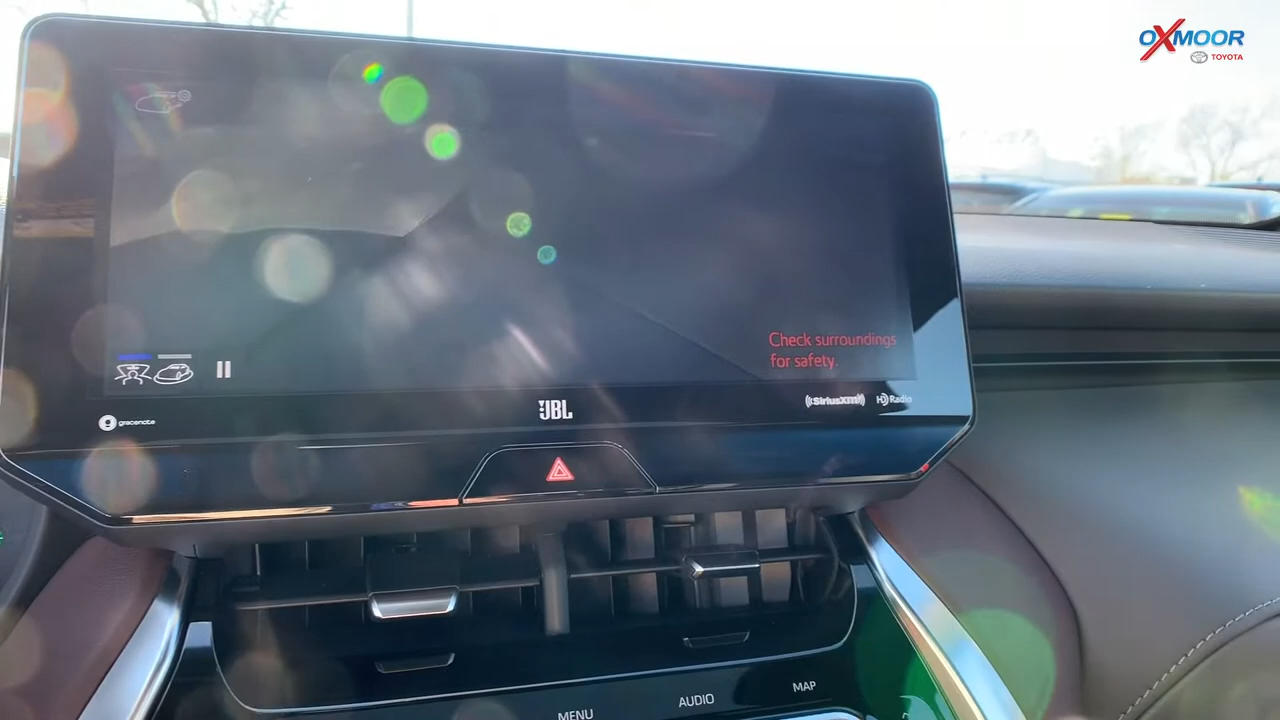 OXMOOR
TOYOTA
Check surroundings
for safety.
gracenote
JBL
SiriusXM
HD Radio
MENU
AUDIO
MAP